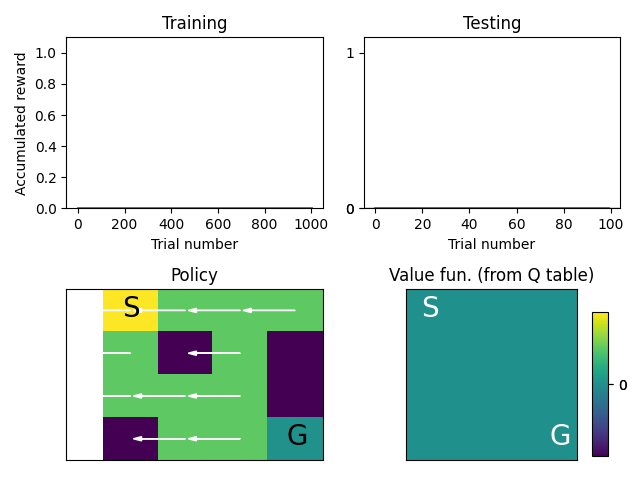 Training
Testing
Accumulated reward
1.0
0.8
0.6
0.4
0.2
0.0
0 200 400 600 800 1000
Trial number
1
0
0 20 40 60 80 100
Trial number
Policy
S
G
Value fun. (from Q table)
S
G
0